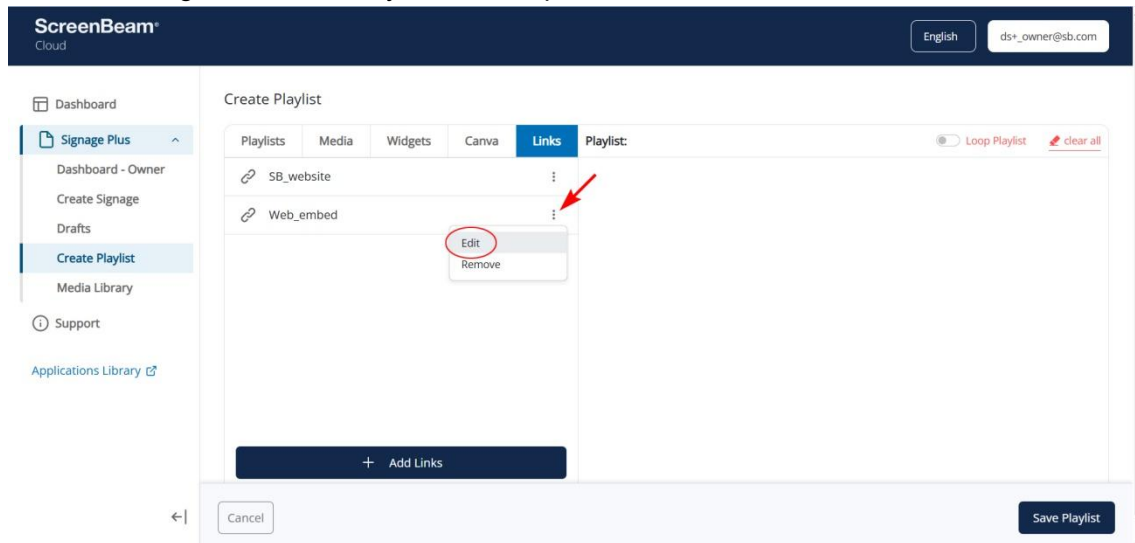 ScreenBeam®
Cloud
English
ds+_owner@sb.com
Dashboard
Signage Plus
Dashboard - Owner
Create Signage
Drafts
Create Playlist
Media Library
Support
Applications Library
Create Playlist
Playlists Media Widgets Canva Links
SB_website
Web_embed
Edit
Remove
+ Add Links
Playlist:
Loop Playlist
clear all
Cancel
Save Playlist